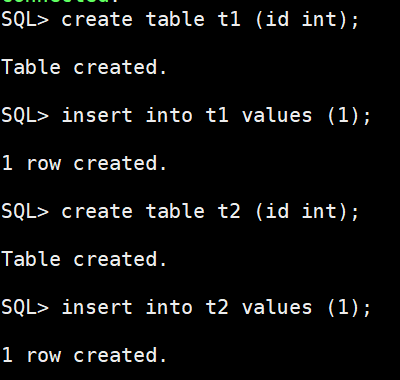 connected.
SQL> create table t1 (id int);
Table created.
SQL> insert into t1 values (1);
1 row created.
SQL> create table t2 (id int);
Table created.
SQL> insert into t2 values (1);
1 row created.